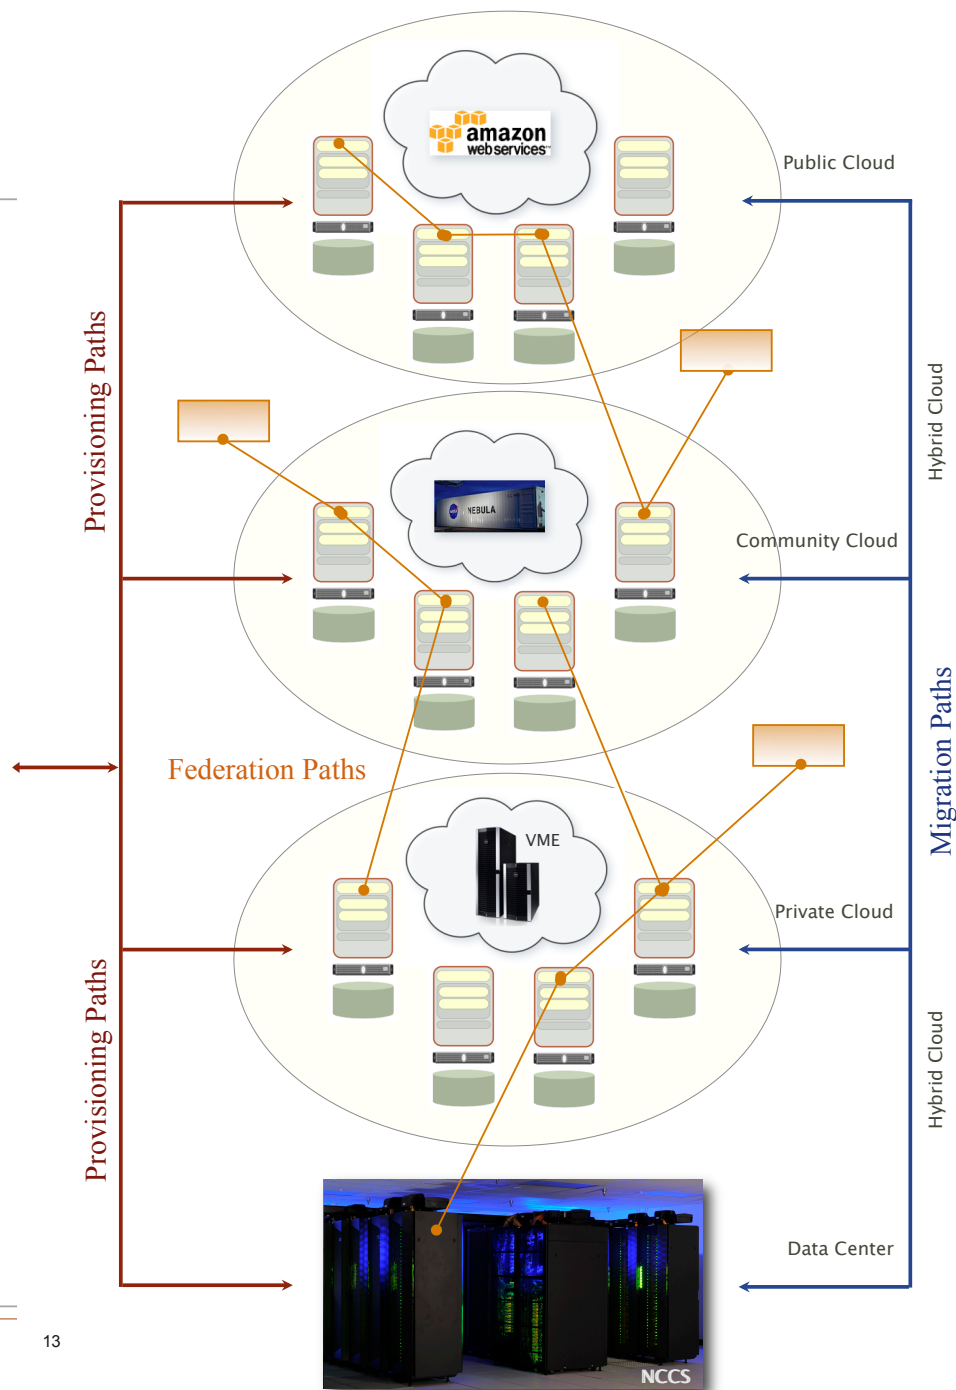 amazon
webservices
Public Cloud
Provisioning Paths
Hybrid Cloud
NEBULA
Community Cloud
Migration Paths
Federation Paths
VME
Private Cloud
Provisioning Paths
Hybrid Cloud
Data Center
13
NCCS